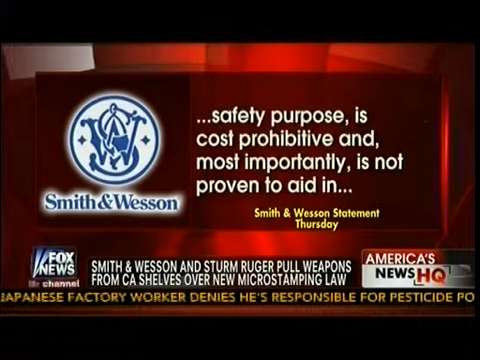 ...safety purpose, is
cost prohibitive and,
most importantly, is not
proven to aid in...
Smith & Wesson
Smith & Wesson Statement
Thursday
FOX
NEWS
channel
SMITH & WESSON AND STURM RUGER PULL WEAPONS
FROM CA SHELVES OVER NEW MICROSTAMPING LAW
AMERICA'S
NEWS HQ
JAPANESE FACTORY WORKER DENIES HE'S RESPONSIBLE FOR PESTICIDE PO